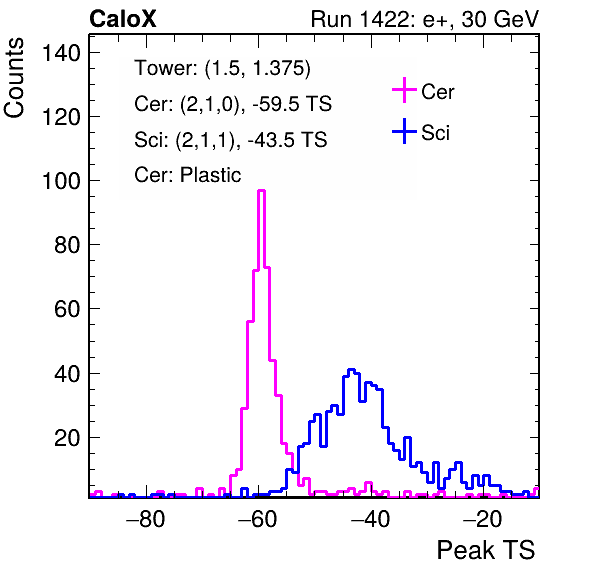 CaloX Run 1422: e+, 30 GeV
Counts
140
120
100
80
60
40
20
Tower: (1.5, 1.375)
Cer: (2,1,0), -59.5 TS
Sci: (2,1,1), -43.5 TS
Cer: Plastic
Cer
Sci
−80 −60 −40 −20
Peak TS